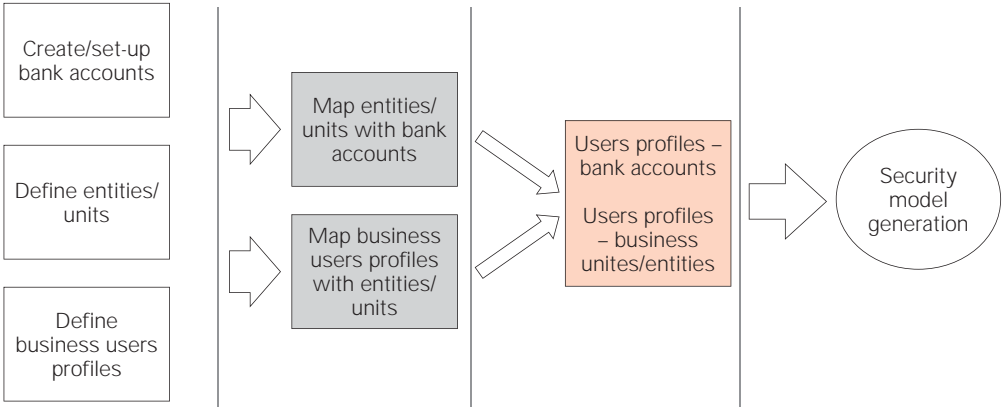 Create/set-up
bank accounts
Define entities/
units
Define
business users
profiles
Map entities/
units with bank
accounts
Map business
users profiles
with entities/
units
Users profiles –
bank accounts
Users profiles
– business
unites/entities
Security
model
generation